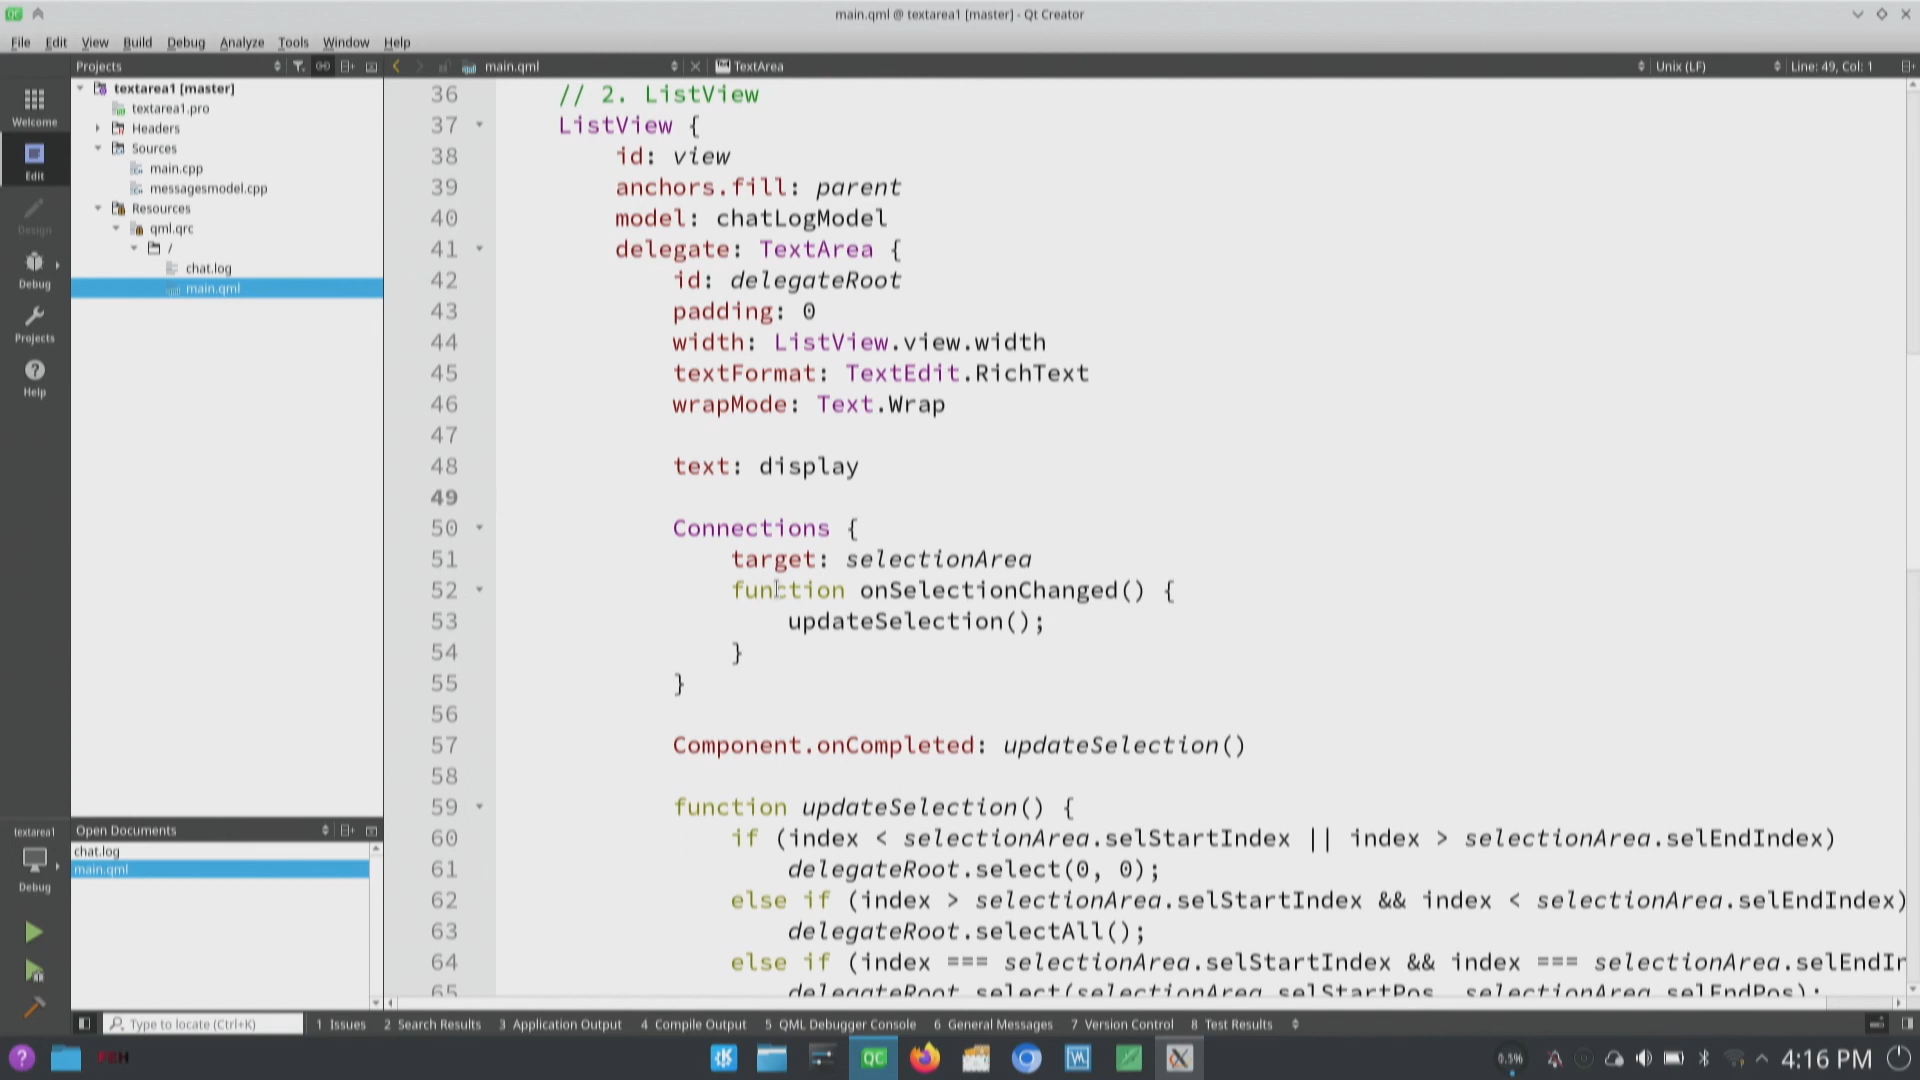 main.qml @ textarea1 [master] - Qt Creator
File Edit View Build Debug Analyze Tools Window Help
Projects
main.qml
TextArea
Unix (LF)
Line: 49, Col: 1
Welcome
Edit
Design
Debug
Projects
Help
textarea1 [master]
textarea1.pro
Headers
Sources
main.cpp
messagesmodel.cpp
Resources
qml.qrc
/
chat.log
main.qml
36 // 2. ListView
37 ListView {
38 id: view
39 anchors.fill: parent
40 model: chatLogModel
41 delegate: TextArea {
42 id: delegateRoot
43 padding: 0
44 width: ListView.view.width
45 textFormat: TextEdit.RichText
46 wrapMode: Text.Wrap
47
48 text: display
49
50 Connections {
51 target: selectionArea
52 function onSelectionChanged() {
53 updateSelection();
54 }
55 }
56
57 Component.onCompleted: updateSelection()
58
59 function updateSelection() {
60 if (index < selectionArea.selStartIndex || index > selectionArea.selEndIndex)
61 delegateRoot.select(0, 0);
62 else if (index > selectionArea.selStartIndex && index < selectionArea.selEndIndex)
63 delegateRoot.selectAll();
64 else if (index === selectionArea.selStartIndex && index === selectionArea.selEndIn
65 delegateRoot.select(selectionArea.selStartPos, selectionArea.selEndPos);
textarea1
Debug
Open Documents
chat.log
main.qml
Type to locate (Ctrl+K)
1 Issues 2 Search Results 3 Application Output 4 Compile Output 5 QML Debugger Console 6 General Messages 7 Version Control 8 Test Results
4:16 PM